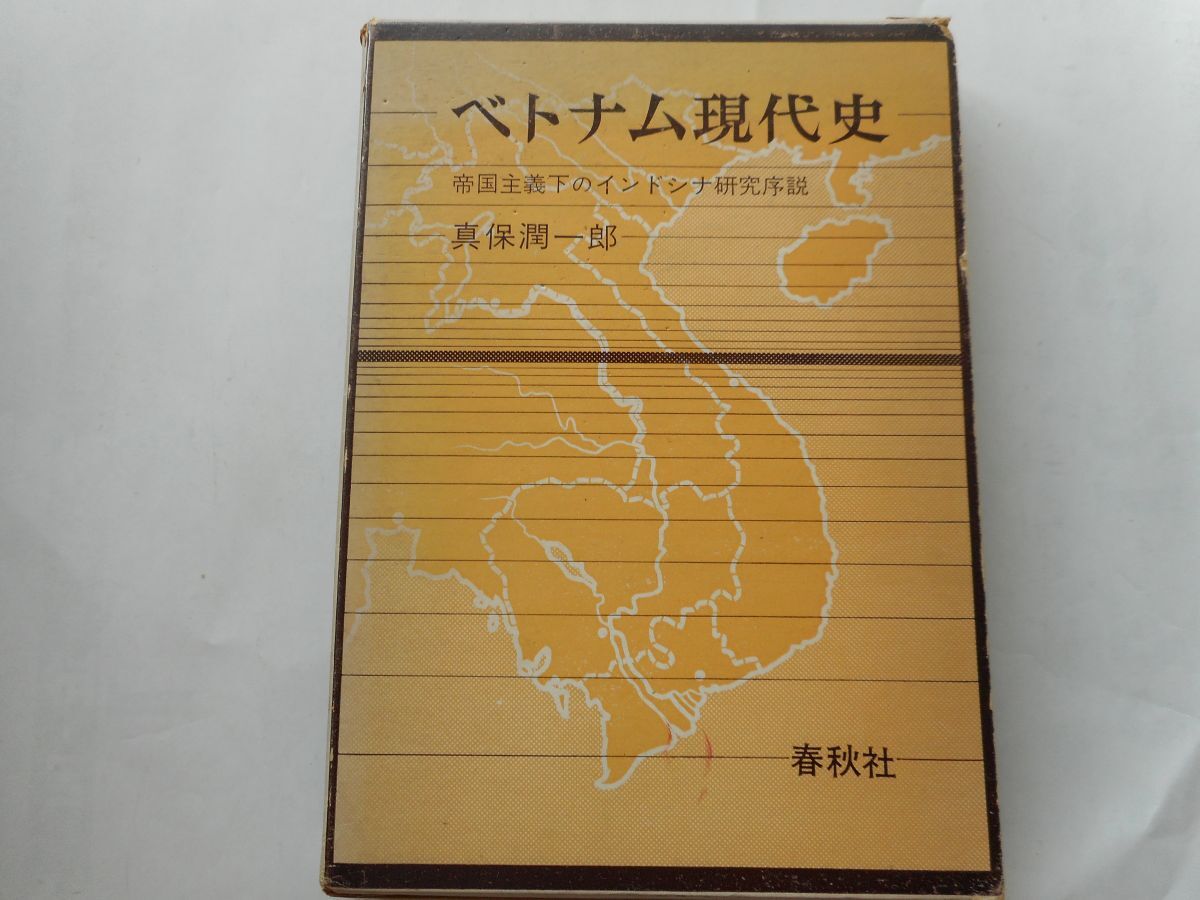 ベトナム現代史
帝国主義下のインドシナ研究序説
真保潤一郎
春秋社